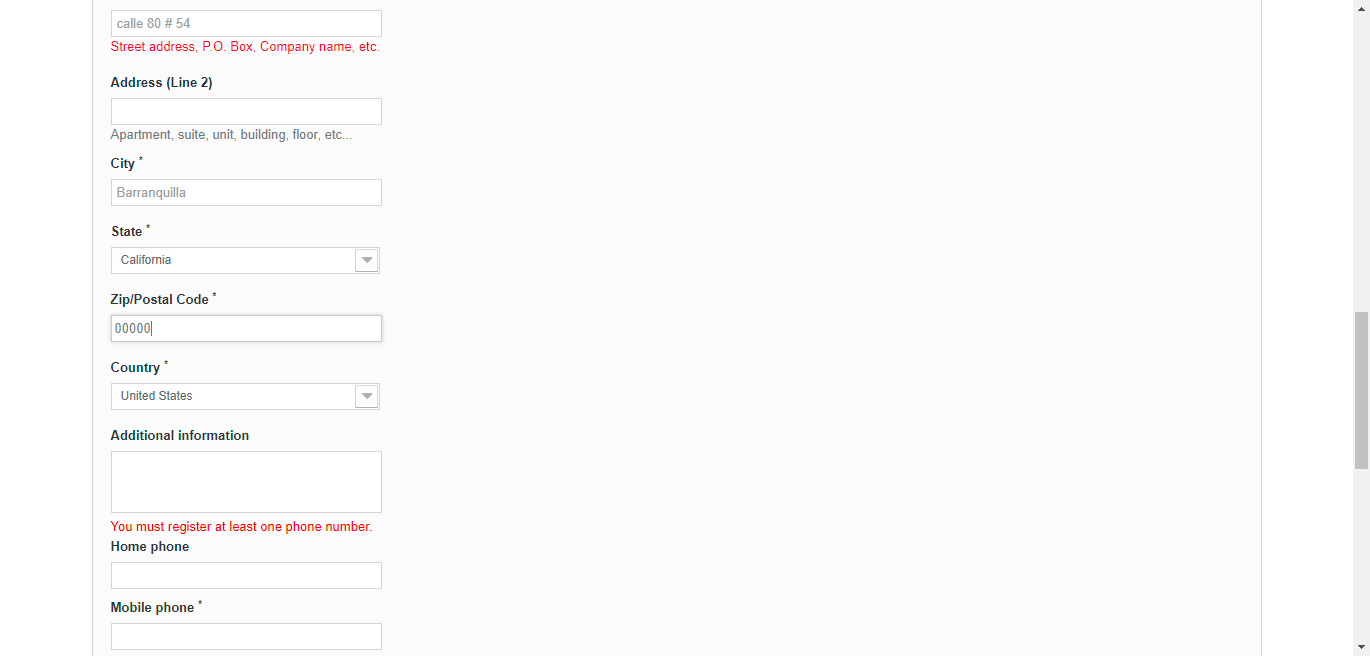 calle 80 # 54
Street address, P.O. Box, Company name, etc.
Address (Line 2)
Apartment, suite, unit, building, floor, etc...
City *
Barranquilla
State *
California
Zip/Postal Code *
00000
Country *
United States
Additional information
You must register at least one phone number.
Home phone
Mobile phone *